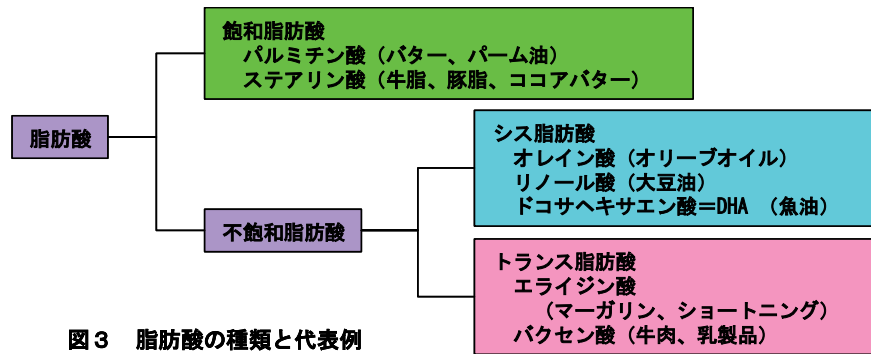 飽和脂肪酸
パルミチン酸（バター、パーム油）
ステアリン酸（牛脂、豚脂、ココアバター）
脂肪酸
シス脂肪酸
オレイン酸（オリーブオイル）
リノール酸（大豆油）
ドコサヘキサエン酸＝DHA （魚油）
不飽和脂肪酸
トランス脂肪酸
エライジン酸
（マーガリン、ショートニング）
バクセン酸（牛肉、乳製品）
図３ 脂肪酸の種類と代表例